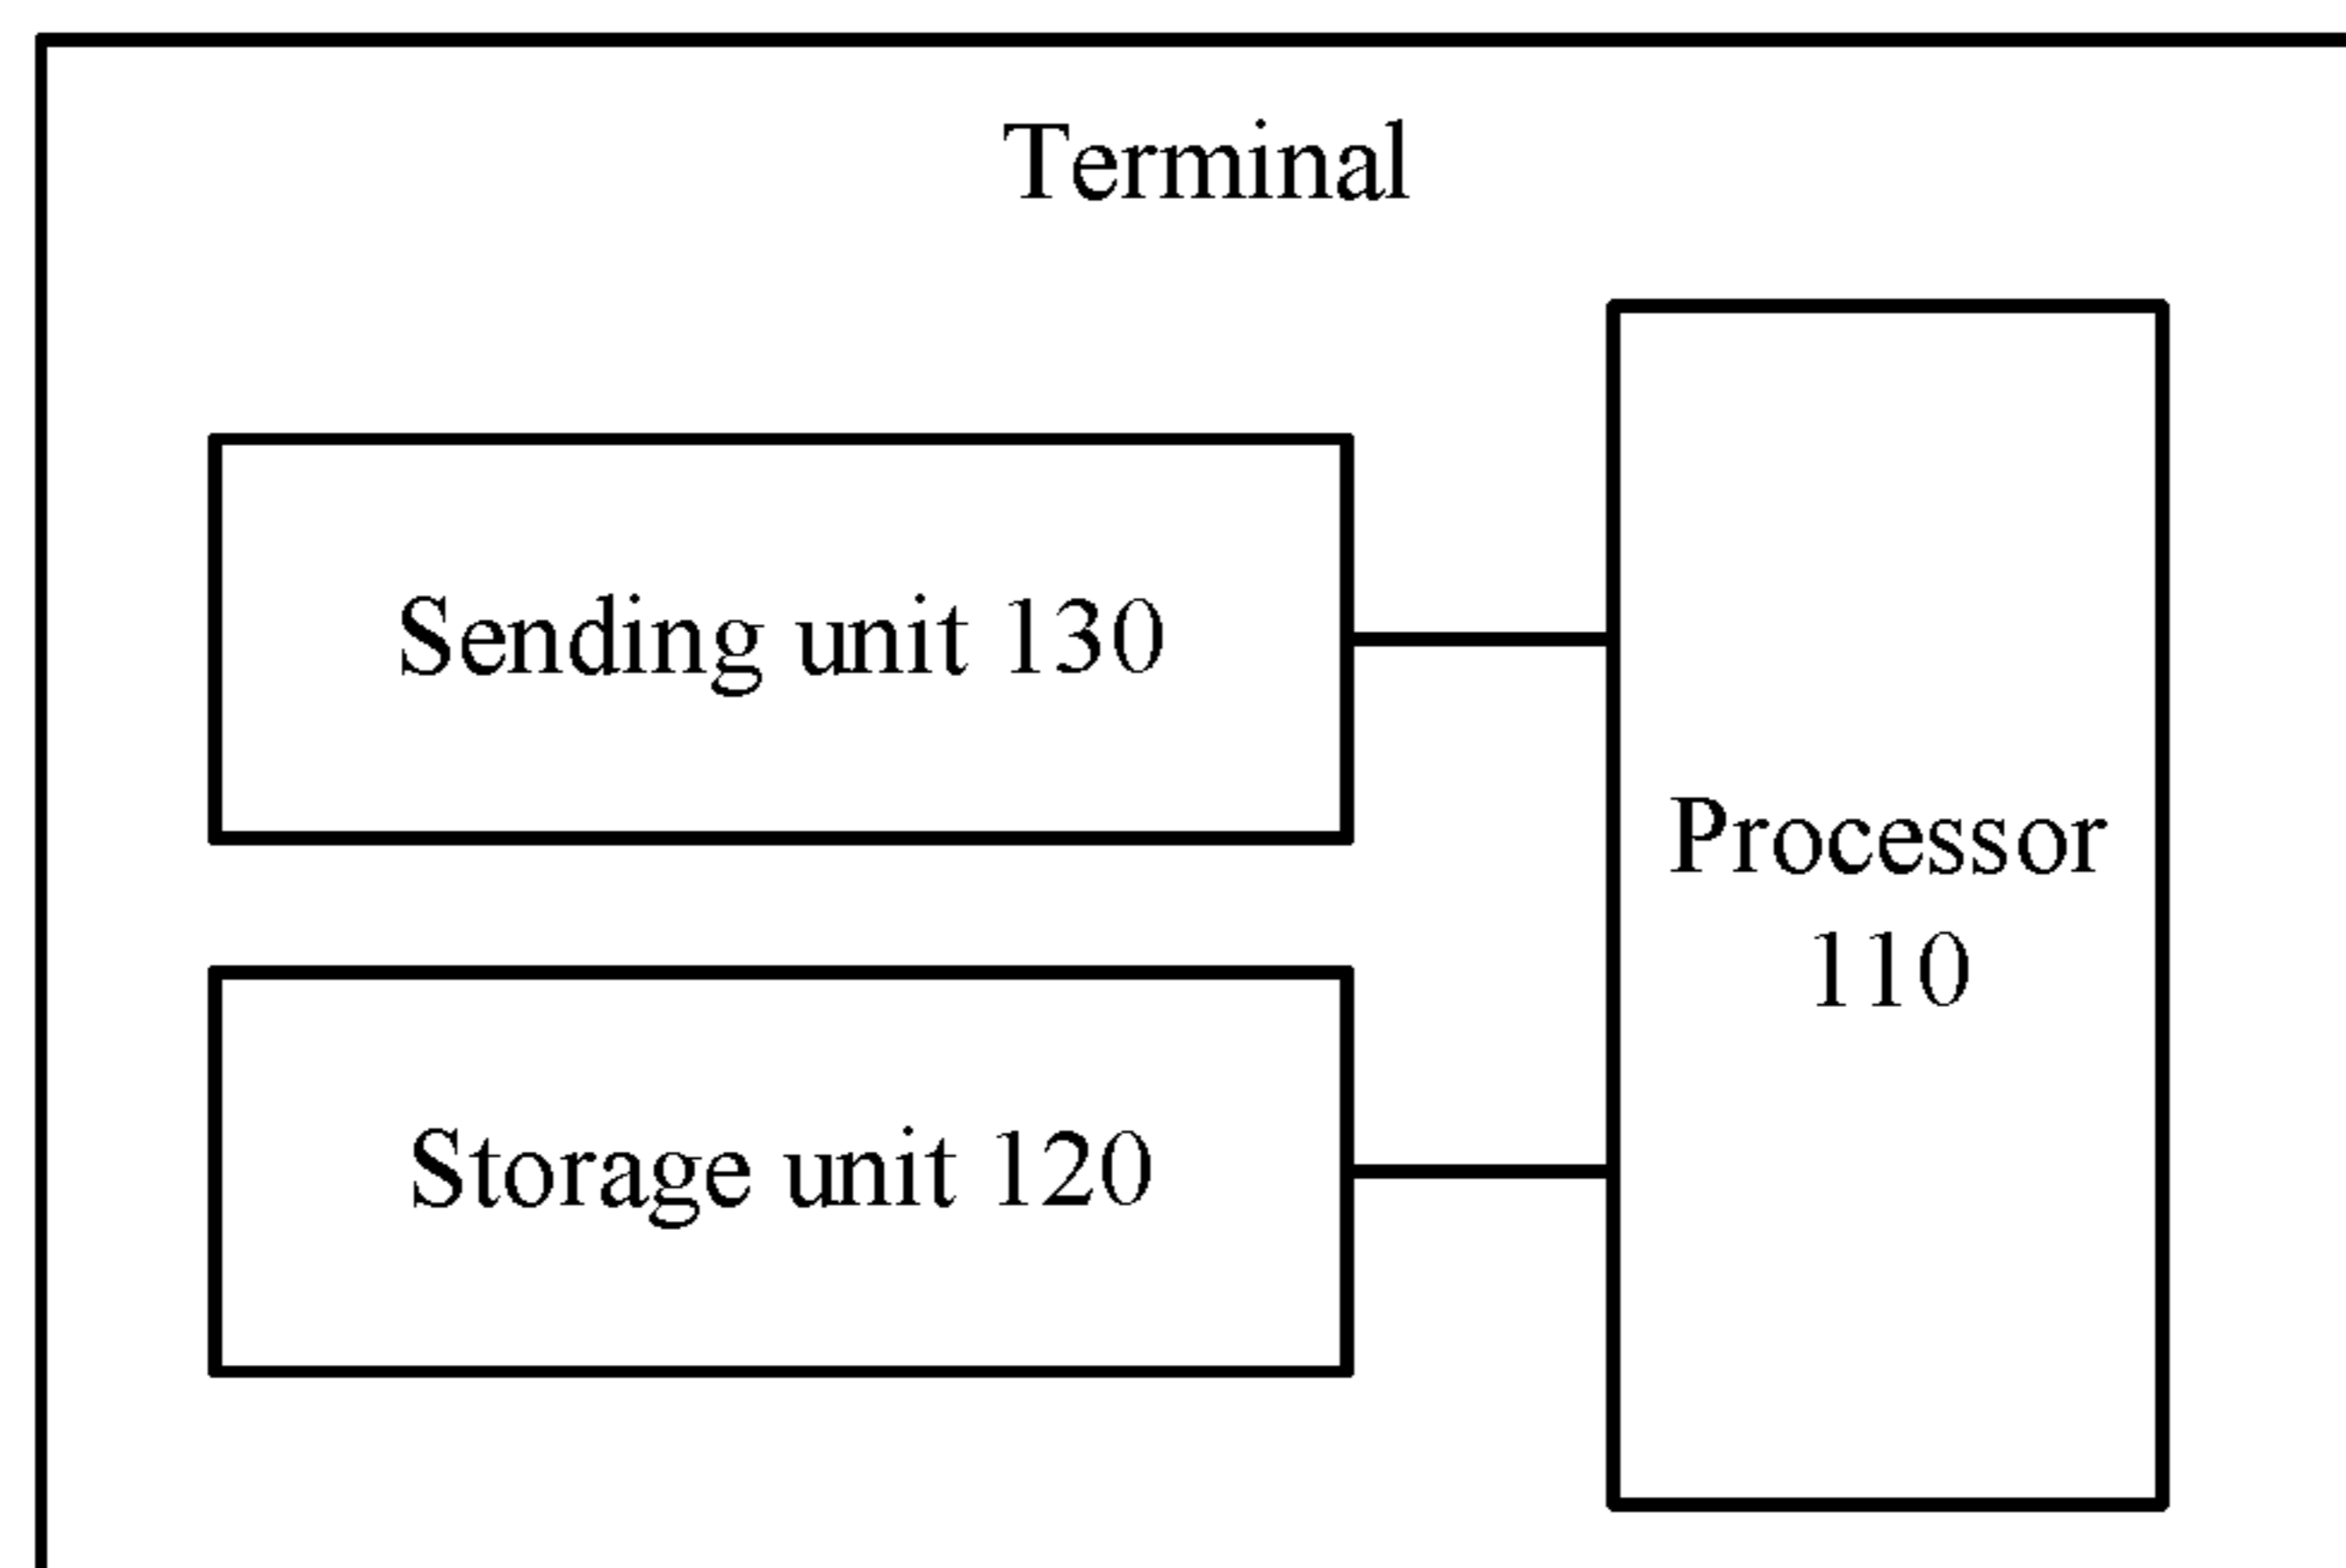 Terminal
Sending unit 130
Processor
110
Storage unit 120